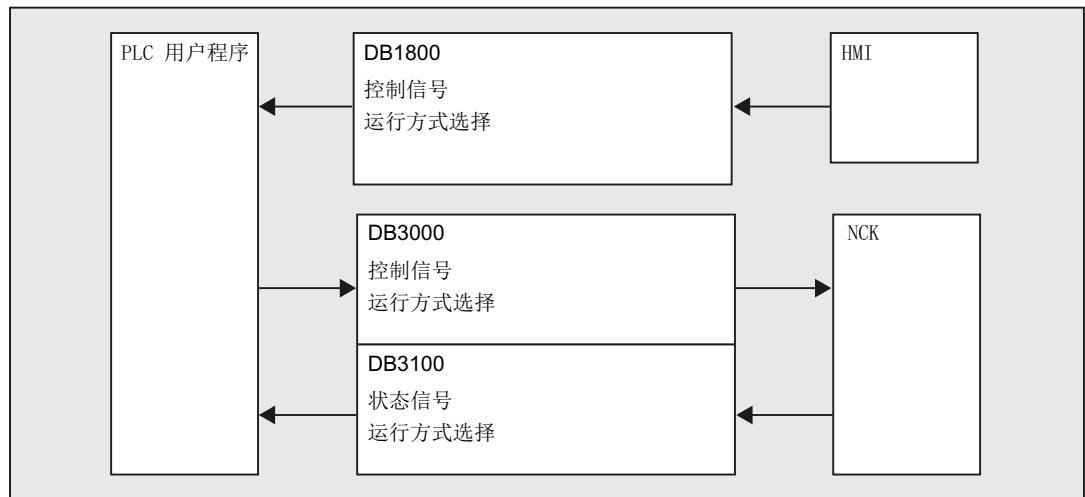 PLC 用户程序
DB1800
控制信号
运行方式选择
HMI
DB3000
控制信号
运行方式选择
NCK
DB3100
状态信号
运行方式选择